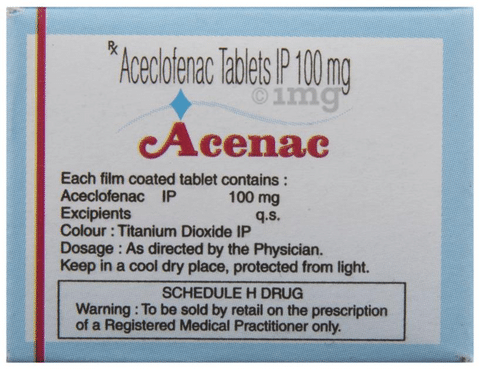 Rx Aceclofenac Tablets IP 100 mg
© img
Acenac
Each film coated tablet contains :
Aceclofenac IP 100 mg
Excipients q.s.
Colour : Titanium Dioxide IP
Dosage : As directed by the Physician.
Keep in a cool dry place, protected from light.
SCHEDULE H DRUG
Warning : To be sold by retail on the prescription
of a Registered Medical Practitioner only.